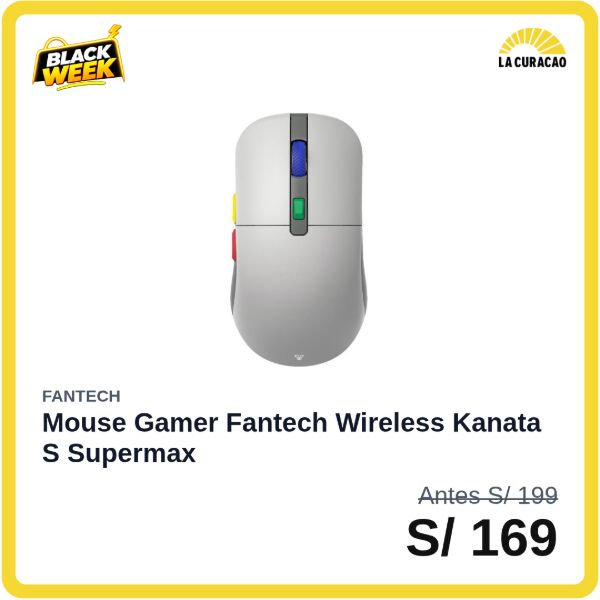 BLACK
WEEK
LA CURACAO
FANTECH
Mouse Gamer Fantech Wireless Kanata
S Supermax
Antes S/ 199
S/ 169